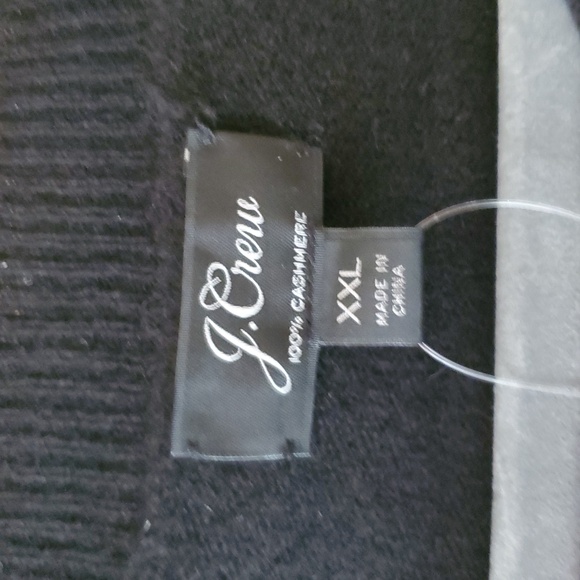 J.Crew
100% CASHMERE
XXL
MADE IN
CHINA